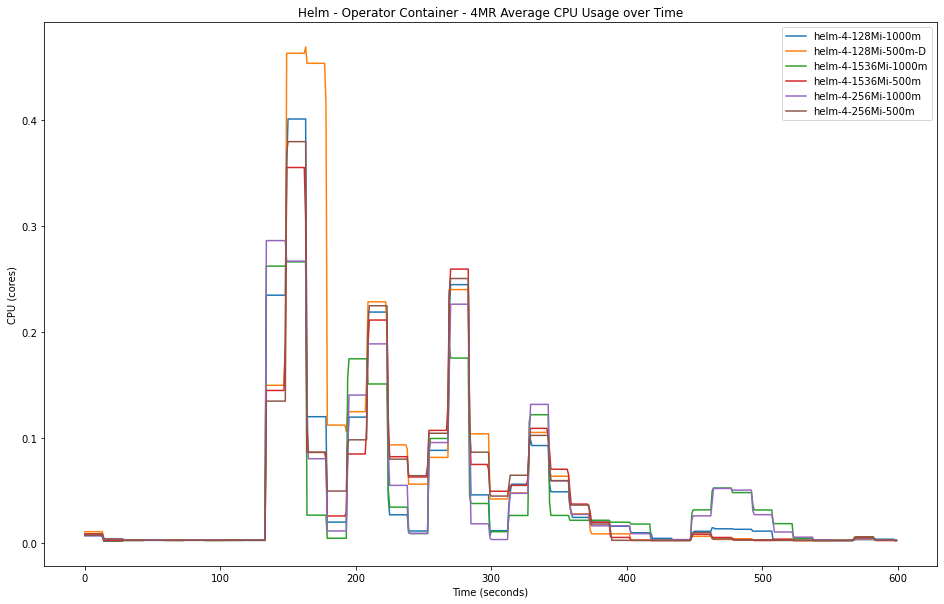 Helm - Operator Container - 4MR Average CPU Usage over Time
helm-4-128Mi-1000m
helm-4-128Mi-500m-D
helm-4-1536Mi-1000m
helm-4-1536Mi-500m
helm-4-256Mi-1000m
helm-4-256Mi-500m
CPU (cores)
0.4
0.3
0.2
0.1
0.0
0 100 200 300 400 500 600
Time (seconds)